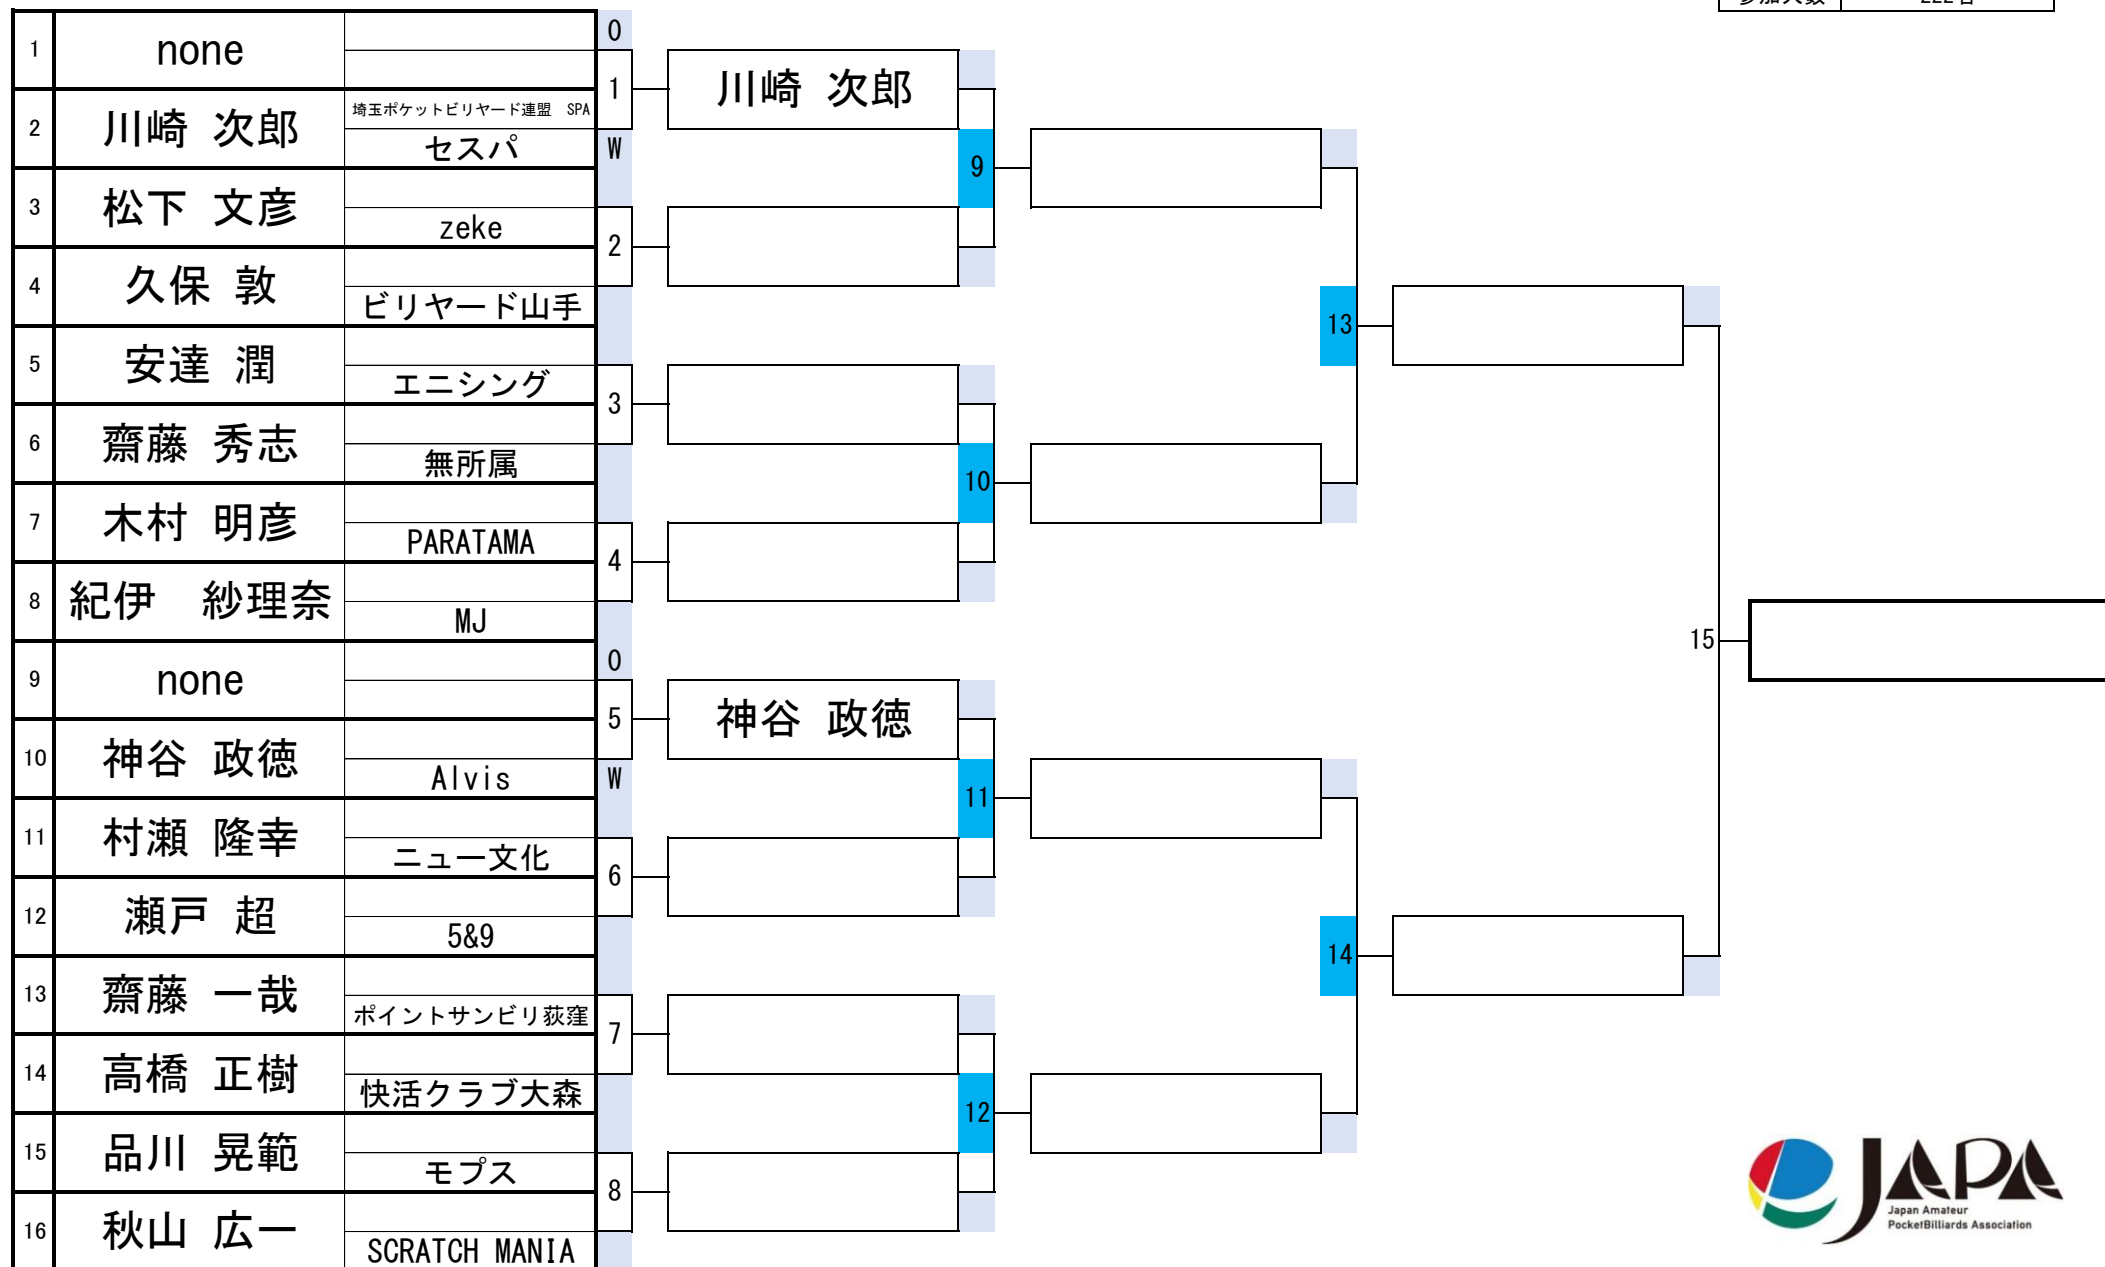 参加人数 222名
1 none 0
1 川崎 次郎
2 川崎 次郎 埼玉ポケットビリヤード連盟 SPA
セスパ W
9
3 松下 文彦
zeke
2
4 久保 敦
ビリヤード山手
13
5 安達 潤
エニシング
3
6 齋藤 秀志
無所属
10
7 木村 明彦
PARATAMA
4
8 紀伊 紗理奈
MJ
15
9 none 0
5 神谷 政徳
10 神谷 政徳
Alvis W
11
11 村瀬 隆幸
ニュー文化
6
12 瀬戸 超
5&9
14
13 齋藤 一哉
ポイントサンビリ荻窪
7
14 高橋 正樹
快活クラブ大森
12
15 品川 晃範
モプス
8
16 秋山 広一
SCRATCH MANIA
JAPA
Japan Amateur
PocketBilliards Association